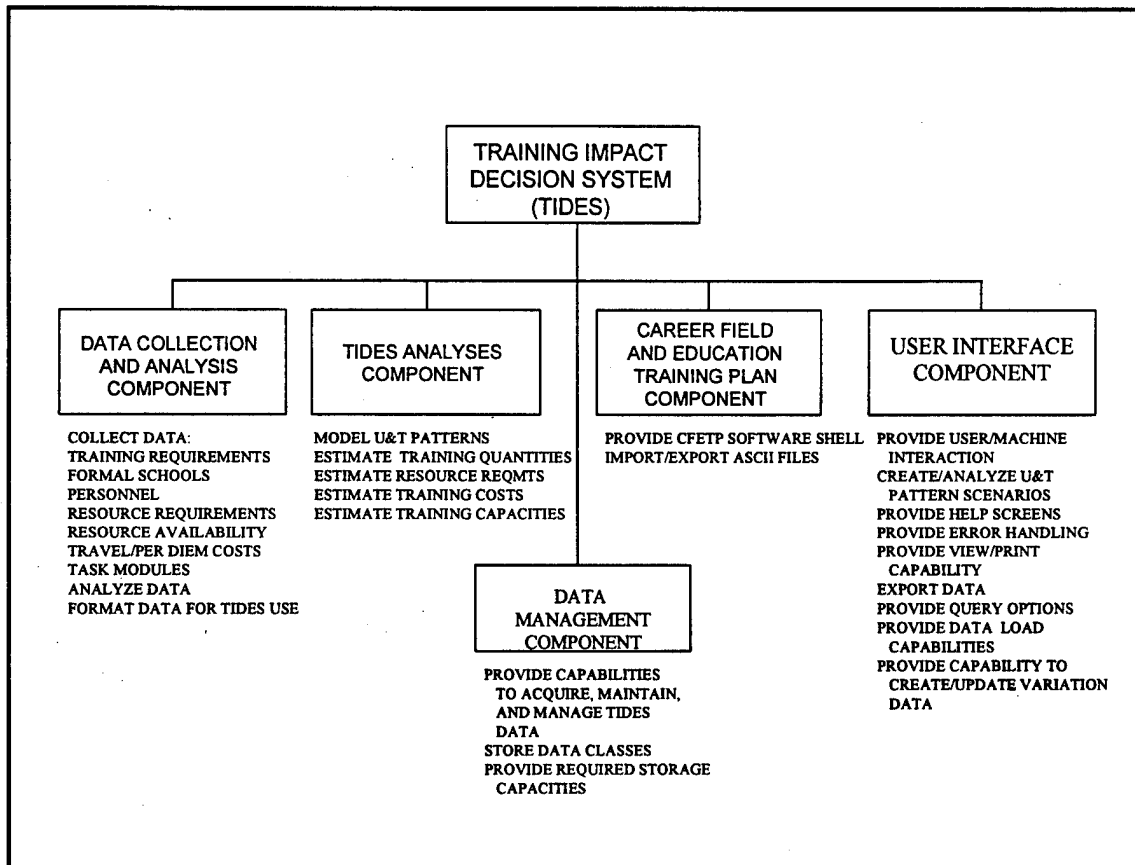 TRAINING IMPACT
DECISION SYSTEM
(TIDES)
DATA COLLECTION
AND ANALYSIS
COMPONENT
COLLECT DATA:
TRAINING REQUIREMENTS
FORMAL SCHOOLS
PERSONNEL
RESOURCE REQUIREMENTS
RESOURCE AVAILABILITY
TRAVEL/PER DIEM COSTS
TASK MODULES
ANALYZE DATA
FORMAT DATA FOR TIDES USE
TIDES ANALYSES
COMPONENT
MODEL U&T PATTERNS
ESTIMATE TRAINING QUANTITIES
ESTIMATE RESOURCE REQMTS
ESTIMATE TRAINING COSTS
ESTIMATE TRAINING CAPACITIES
DATA
MANAGEMENT
COMPONENT
PROVIDE CAPABILITIES
TO ACQUIRE, MAINTAIN,
AND MANAGE TIDES
DATA
STORE DATA CLASSES
PROVIDE REQUIRED STORAGE
CAPACITIES
CAREER FIELD
AND EDUCATION
TRAINING PLAN
COMPONENT
PROVIDE CFETP SOFTWARE SHELL
IMPORT/EXPORT ASCII FILES
USER INTERFACE
COMPONENT
PROVIDE USER/MACHINE
INTERACTION
CREATE/ANALYZE U&T
PATTERN SCENARIOS
PROVIDE HELP SCREENS
PROVIDE ERROR HANDLING
PROVIDE VIEW/PRINT
CAPABILITY
EXPORT DATA
PROVIDE QUERY OPTIONS
PROVIDE DATA LOAD
CAPABILITIES
PROVIDE CAPABILITY TO
CREATE/UPDATE VARIATION
DATA